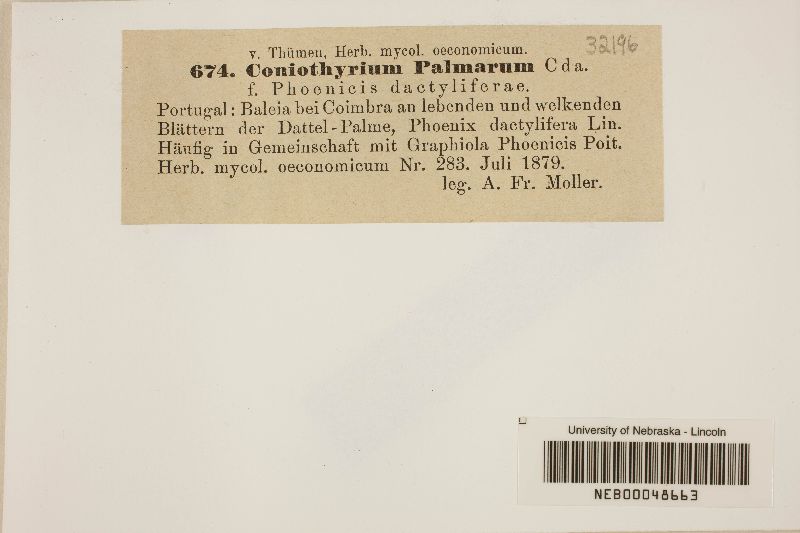 v. Thümen, Herb. mycol. oeconomicum.
32196
674. Coniothyrium Palmarum Cda.
f. Phoenicis dactyliferae.
Portugal: Baleia bei Coimbra an lebenden und welkenden
Blättern der Dattel-Palme, Phoenix dactylifera Lin.
Häufig in Gemeinschaft mit Graphiola Phoenicis Poit.
Herb. mycol. oeconomicum Nr. 283. Juli 1879.
leg. A. Fr. Moller.
University of Nebraska - Lincoln
NEB00048663